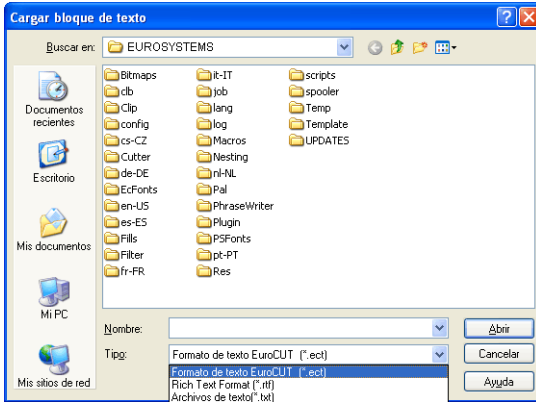 Cargar bloque de texto
Buscar en: EUROSYSTEMS
Documentos recientes
Escritorio
Mis documentos
Mi PC
Mis sitios de red
Bitmaps
clb
Clip
config
cs-CZ
Cutter
de-DE
EcFonts
en-US
es-ES
Fills
Filter
fr-FR
it-IT
job
lang
log
Macros
Nesting
nl-NL
Pal
PhraseWriter
Plugin
PSFonts
pt-PT
Res
scripts
spooler
Temp
Template
UPDATES
Nombre:
Abrir
Tipo: Formato de texto EuroCUT (*.ect)
Cancelar
Formato de texto EuroCUT (*.ect)
Rich Text Format (*.rtf)
Archivos de texto(*.txt)
Ayuda